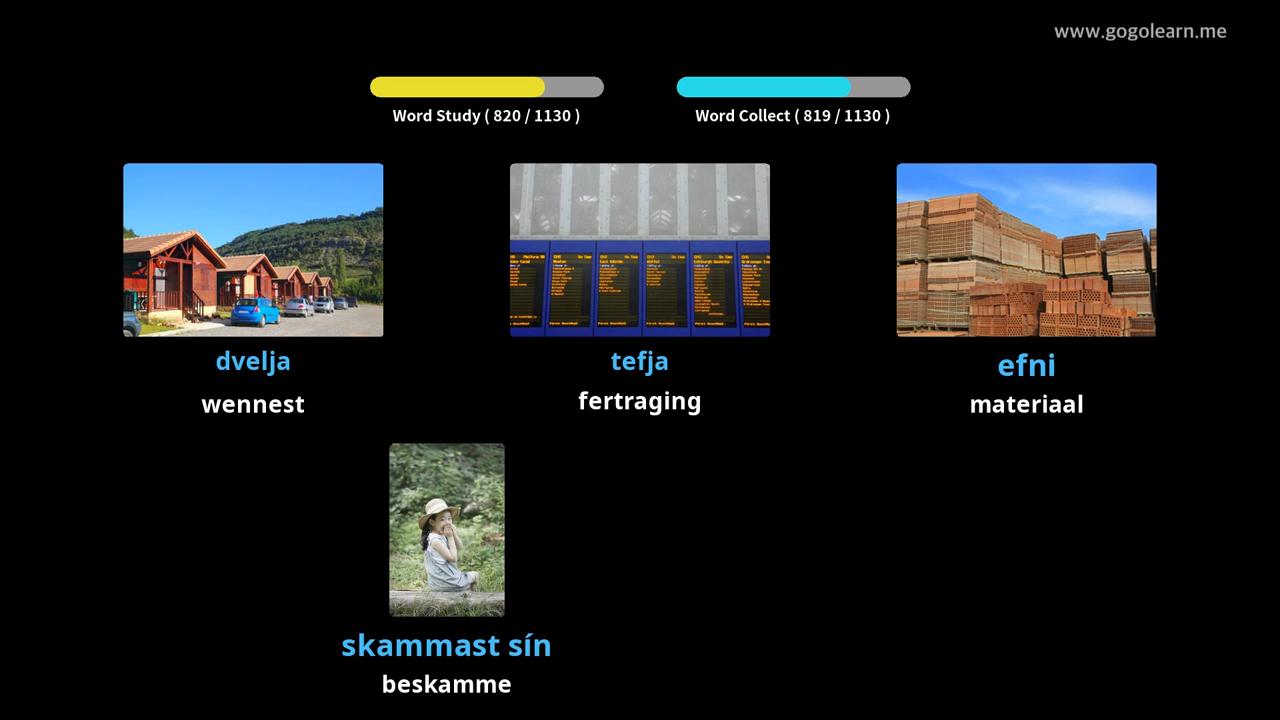 www.gogolearn.me
Word Study ( 820 / 1130 )
Word Collect ( 819 / 1130 )
dvelja
tefja
efni
wennest
fertraging
materiaal
skammast sín
beskamme